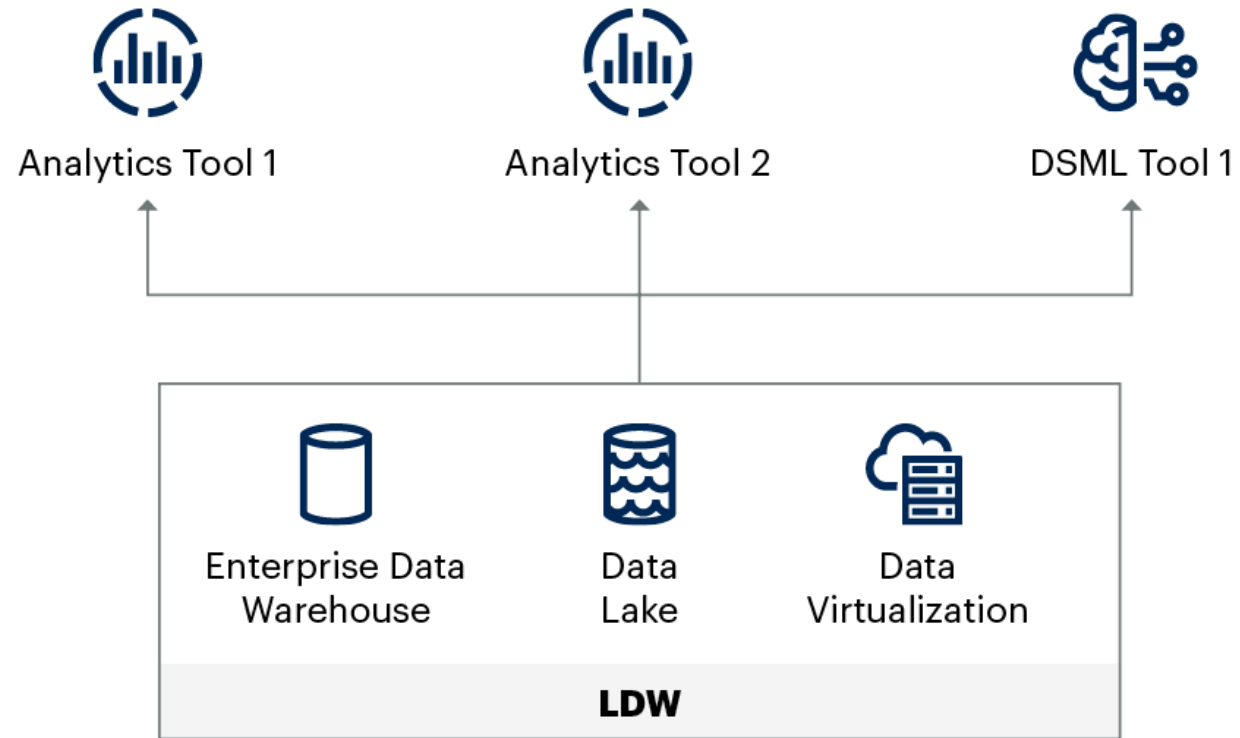 Analytics Tool 1
Analytics Tool 2
DSML Tool 1
Enterprise Data
Warehouse
Data
Lake
Data
Virtualization
LDW